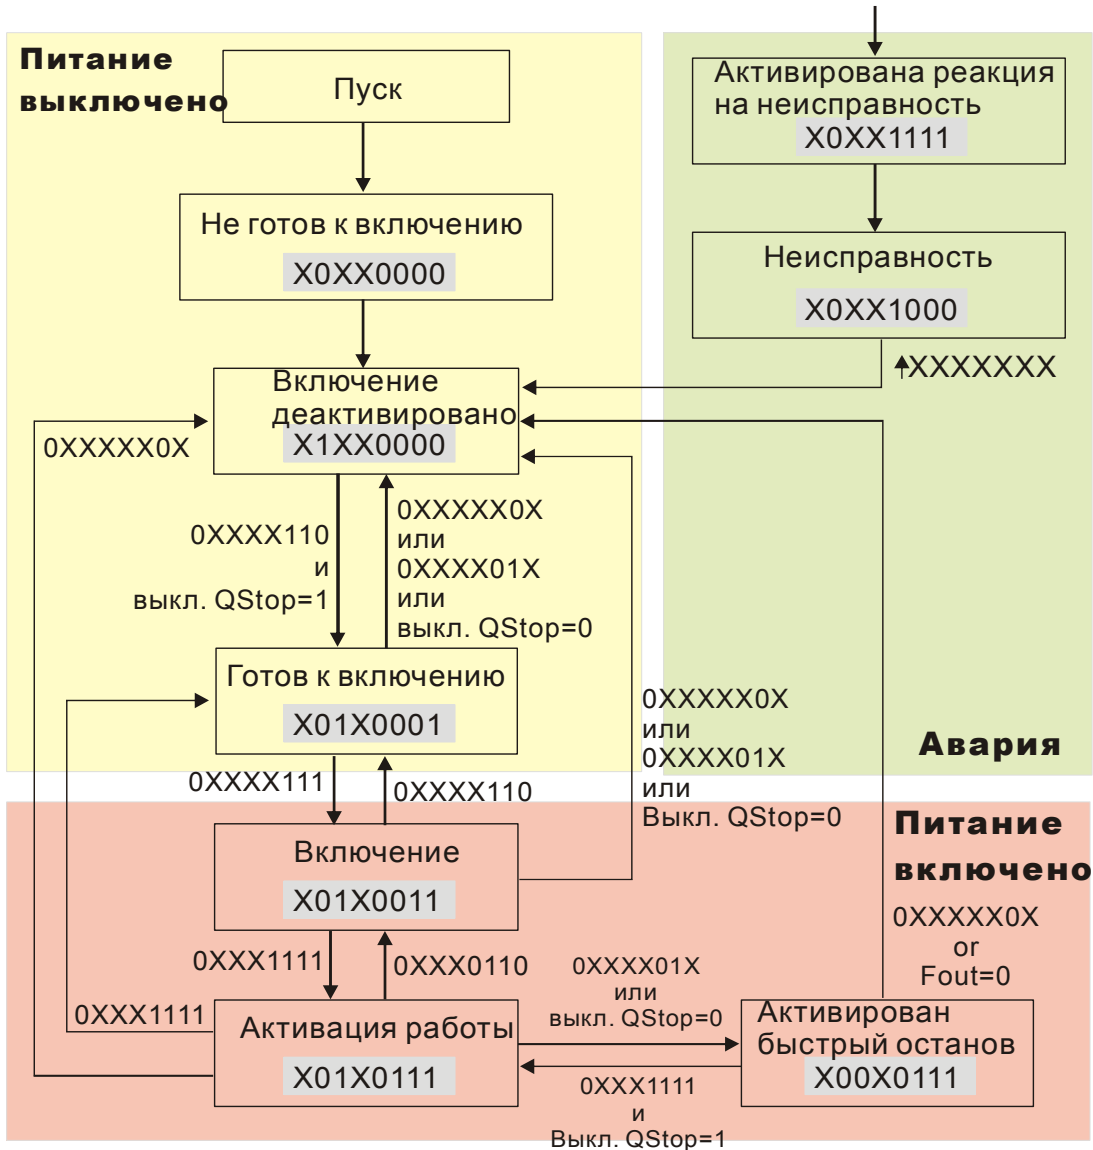 Питание
выключено
Пуск
Не готов к включению
X0XX0000
Включение
деактивировано
X1XX0000
0XXXXX0X
0XXXX110
и
выкл. QStop=1
0XXXXX0X
или
0XXXX01X
или
выкл. QStop=0
Готов к включению
X01X0001
0XXXX111
0XXXX110
Активирована реакция
на неисправность
X0XX1111
Неисправность
X0XX1000
XXXXXXX
Авария
0XXXXX0X
или
0XXXX01X
или
Выкл. QStop=0
Питание
включено
Включение
X01X0011
0XXX1111
0XXX0110
0XXX1111
Активация работы
X01X0111
0XXXX01X
или
выкл. QStop=0
0XXX1111
и
Выкл. QStop=1
0XXXXX0X
or
Fout=0
Активирован
быстрый останов
X00X0111